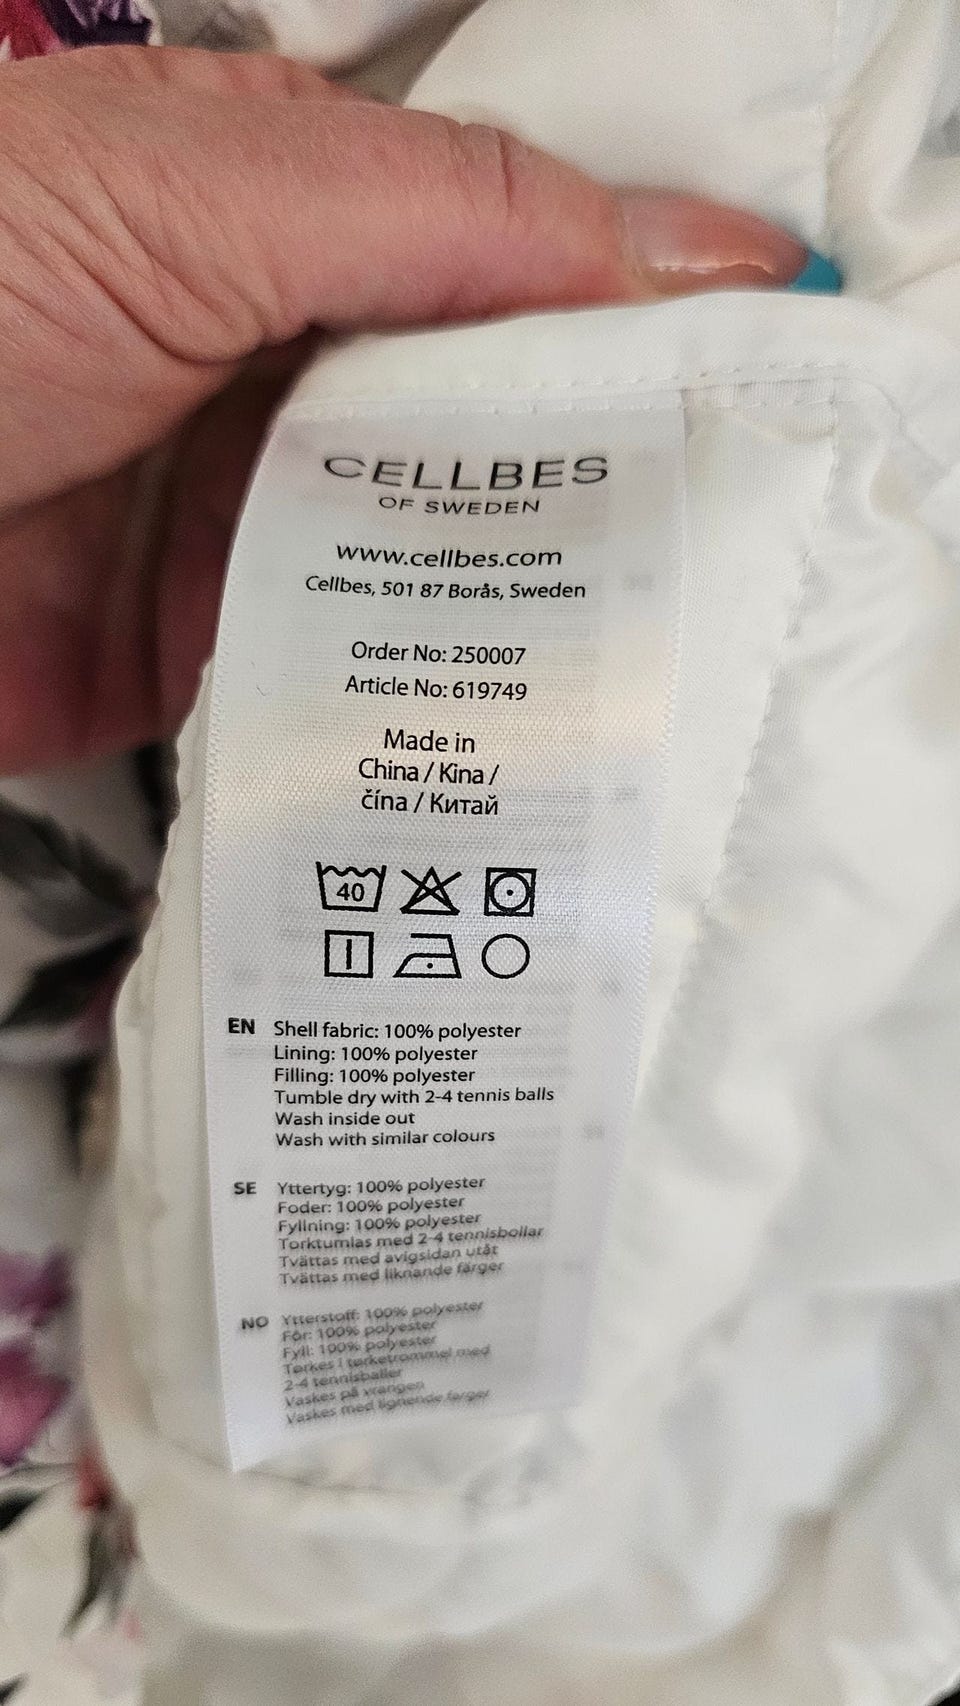 CELLBES
OF SWEDEN
www.cellbes.com
Cellbes, 501 87 Borås, Sweden
Order No: 250007
Article No: 619749
Made in
China / Kina /
čína / Китай
40
EN Shell fabric: 100% polyester
Lining: 100% polyester
Filling: 100% polyester
Tumble dry with 2-4 tennis balls
Wash inside out
Wash with similar colours
SE Yttertyg: 100% polyester
Foder: 100% polyester
Fyllning: 100% polyester
Torktumlas med 2-4 tennisbollar
Tvättas med avigsidan utåt
Tvättas med liknande färger
NO Ytterstoff: 100% polyester
Fôr: 100% polyester
Fyll: 100% polyester
Tørkes i tørketrommel med
2-4 tennisballer
Vaskes på vrangen
Vaskes med lignende farger